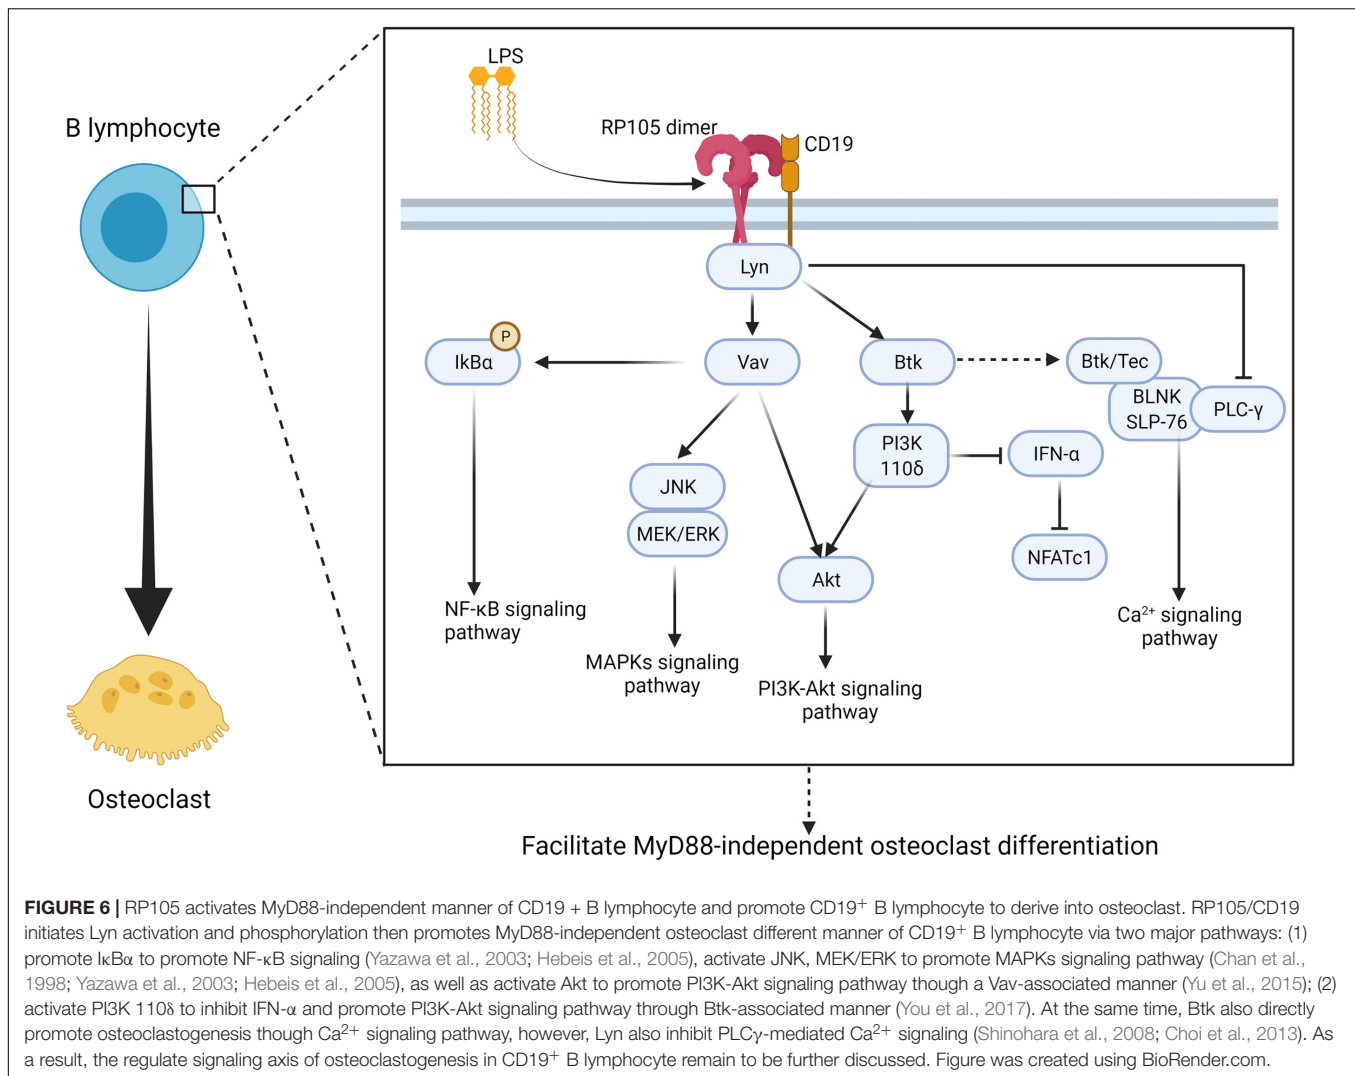 LPS
B lymphocyte
RP105 dimer
CD19
Lyn
P
IkBα
Vav
Btk
Btk/Tec
BLNK
SLP-76
PLC-γ
PI3K
110δ
IFN-α
JNK
MEK/ERK
NFATc1
Akt
NF-κB signaling
pathway
Ca²⁺ signaling
pathway
MAPKs signaling
pathway
PI3K-Akt signaling
pathway
Osteoclast
Facilitate MyD88-independent osteoclast differentiation
FIGURE 6 | RP105 activates MyD88-independent manner of CD19 + B lymphocyte and promote CD19⁺ B lymphocyte to derive into osteoclast. RP105/CD19
initiates Lyn activation and phosphorylation then promotes MyD88-independent osteoclast different manner of CD19⁺ B lymphocyte via two major pathways: (1)
promote IκBα to promote NF-κB signaling (Yazawa et al., 2003; Hebeis et al., 2005), activate JNK, MEK/ERK to promote MAPKs signaling pathway (Chan et al.,
1998; Yazawa et al., 2003; Hebeis et al., 2005), as well as activate Akt to promote PI3K-Akt signaling pathway though a Vav-associated manner (Yu et al., 2015); (2)
activate PI3K 110δ to inhibit IFN-α and promote PI3K-Akt signaling pathway through Btk-associated manner (You et al., 2017). At the same time, Btk also directly
promote osteoclastogenesis though Ca²⁺ signaling pathway, however, Lyn also inhibit PLCγ-mediated Ca²⁺ signaling (Shinohara et al., 2008; Choi et al., 2013). As
a result, the regulate signaling axis of osteoclastogenesis in CD19⁺ B lymphocyte remain to be further discussed. Figure was created using BioRender.com.